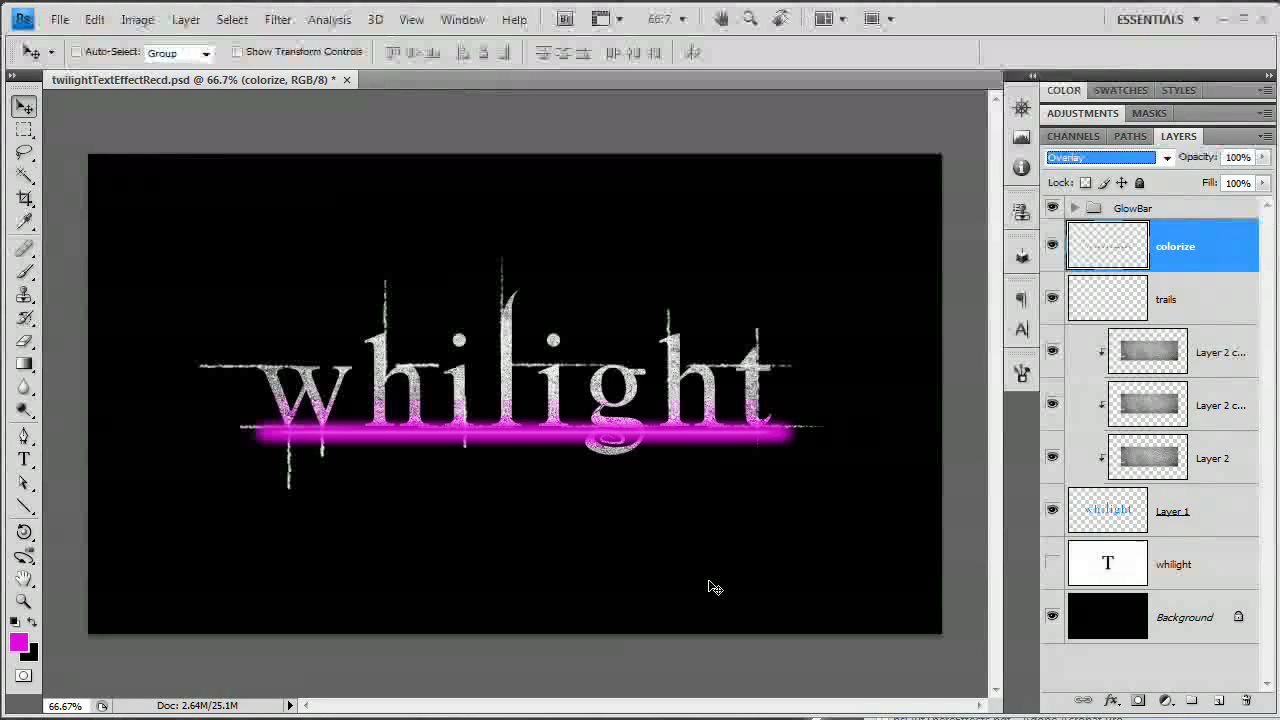 Ps File Edit Image Layer Select Filter Analysis 3D View Window Help Br 66.7 ESSENTIALS
Auto-Select: Group Show Transform Controls
twilightTextEffectRecd.psd @ 66.7% (colorize, RGB/8) * ×
COLOR SWATCHES STYLES
ADJUSTMENTS MASKS
CHANNELS PATHS LAYERS
Overlay Opacity: 100%
Lock: Fill: 100%
GlowBar
colorize
trails
Layer 2 c...
Layer 2 c...
Layer 2
whilight Layer 1
T whilight
Background
whilight
T
A
fx
66.67% Doc: 2.64M/25.1M